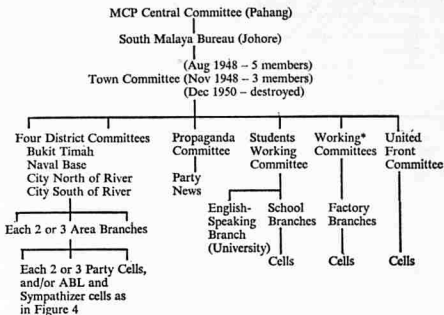 MCP Central Committee (Pahang)
South Malaya Bureau (Johore)
(Aug 1948 – 5 members)
Town Committee (Nov 1948 – 3 members)
(Dec 1950 – destroyed)
Four District Committees
Bukit Timah
Naval Base
City North of River
City South of River
Each 2 or 3 Area Branches
Each 2 or 3 Party Cells,
and/or ABL and
Sympathizer cells as
in Figure 4
Propaganda
Committee
Party
News
Students
Working
Committee
English-
Speaking
Branch
(University)
School
Branches
Cells
Working*
Committees
Factory
Branches
Cells
United
Front
Committee
Cells